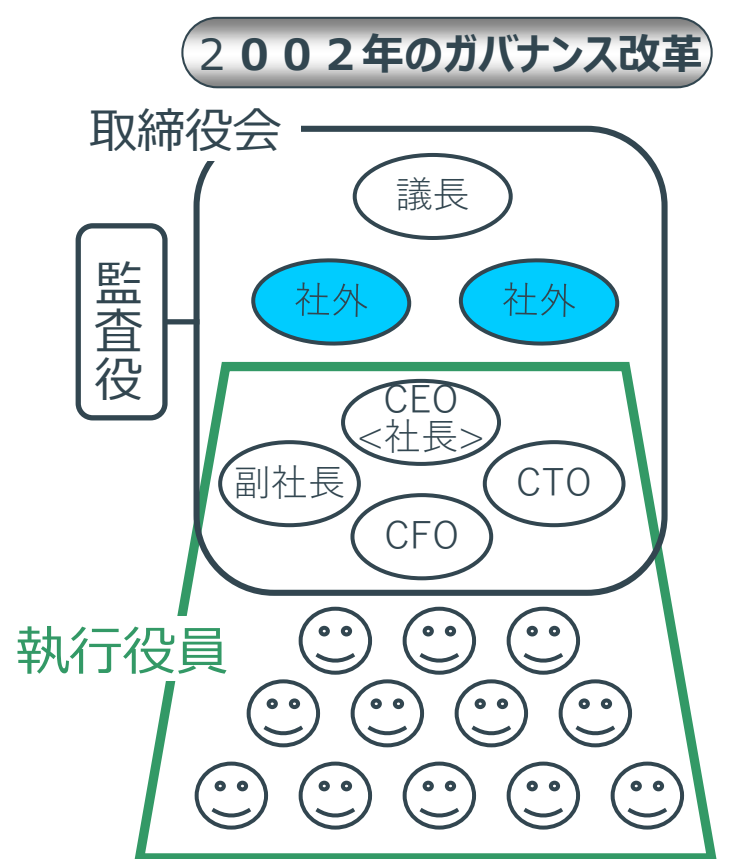 ２００２年のガバナンス改革
取締役会
議長
社外
社外
監査役
CEO
<社長>
副社長
CTO
CFO
執行役員